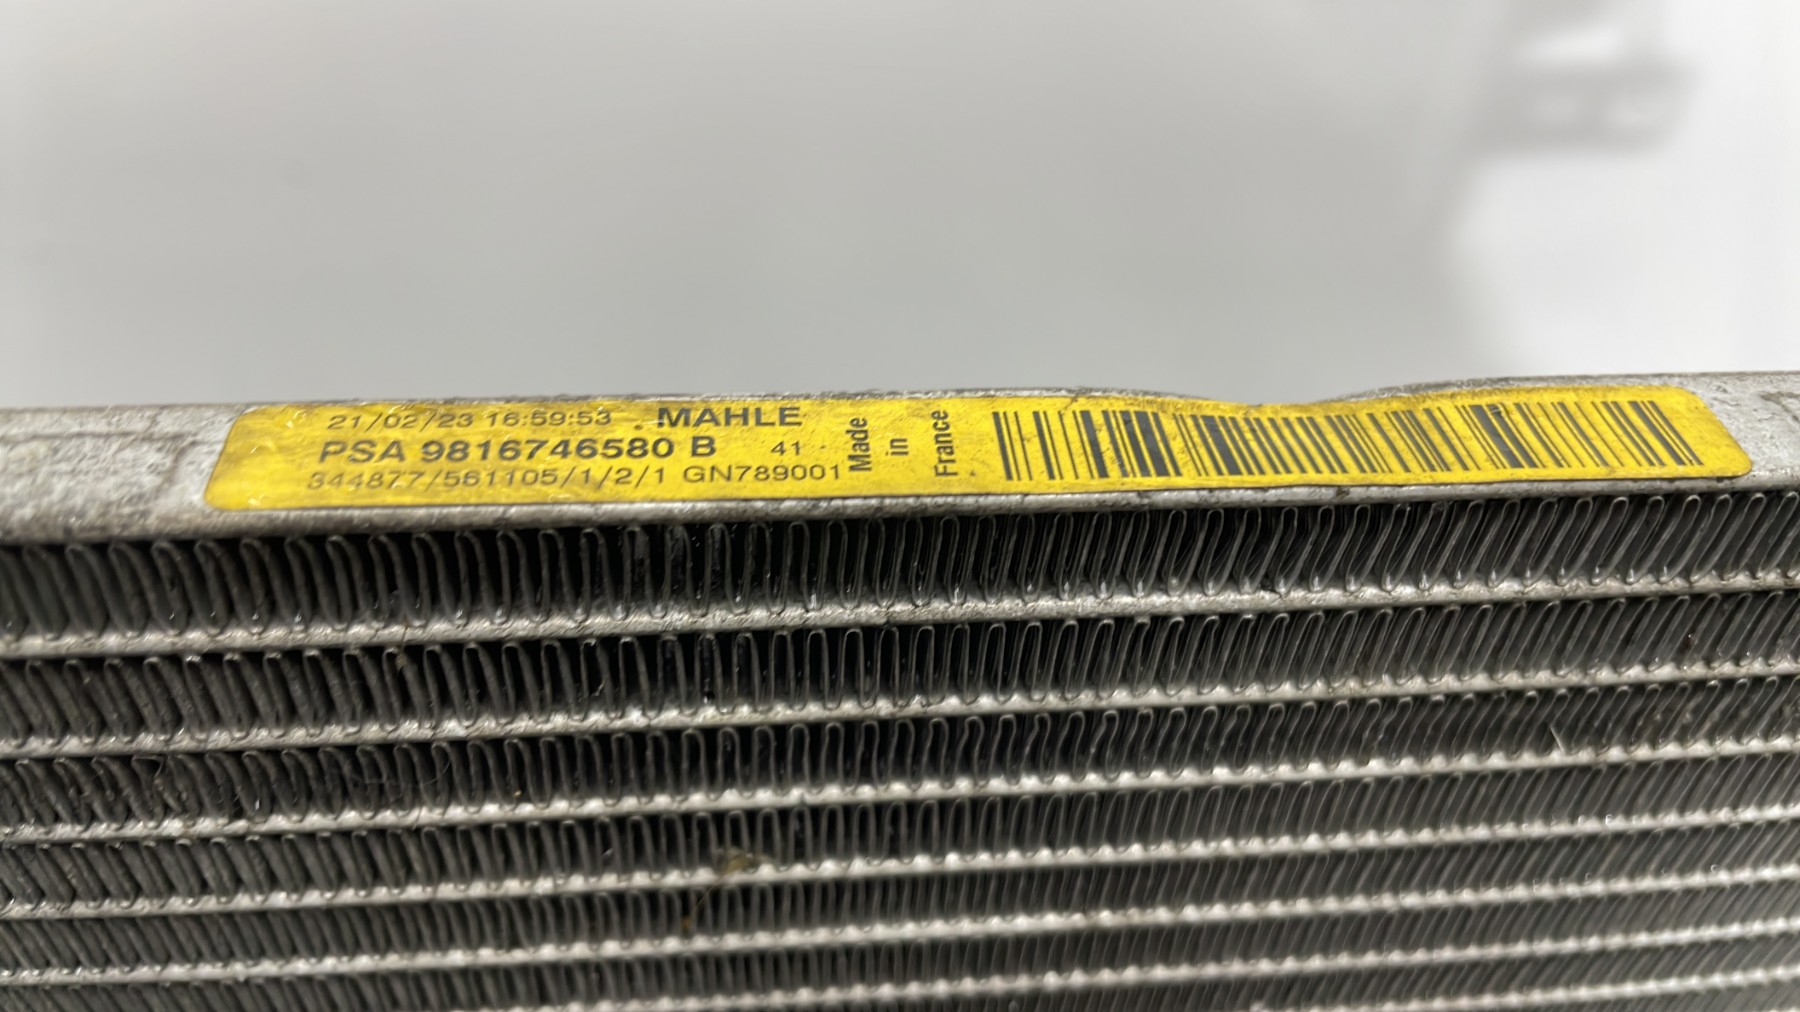 21/02/23 16:59:53 MAHLE
PSA 9816746580 B 41
344877/561105/1/2/1 GN789001
Made
in
France